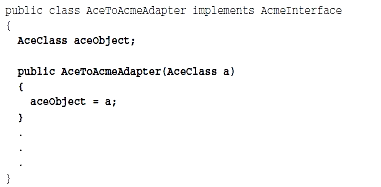 public class AceToAcmeAdapter implements AcmeInterface
{
AceClass aceObject;
public AceToAcmeAdapter(AceClass a)
{
aceObject = a;
}
.
.
.
}